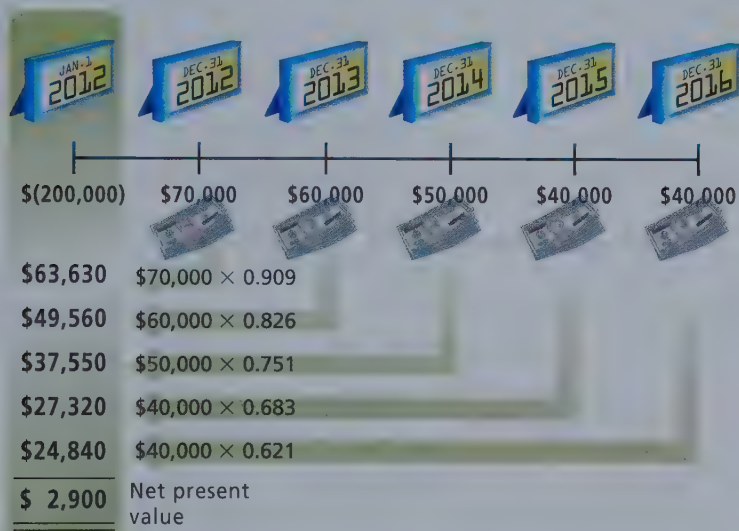 JAN. 1 DEC. 31 DEC. 31 DEC. 31 DEC. 31 DEC. 31
2012 2012 2013 2014 2015 2016
$(200,000) $70,000 $60,000 $50,000 $40,000 $40,000
$63,630 $70,000 × 0.909
$49,560 $60,000 × 0.826
$37,550 $50,000 × 0.751
$27,320 $40,000 × 0.683
$24,840 $40,000 × 0.621
$ 2,900 Net present
value